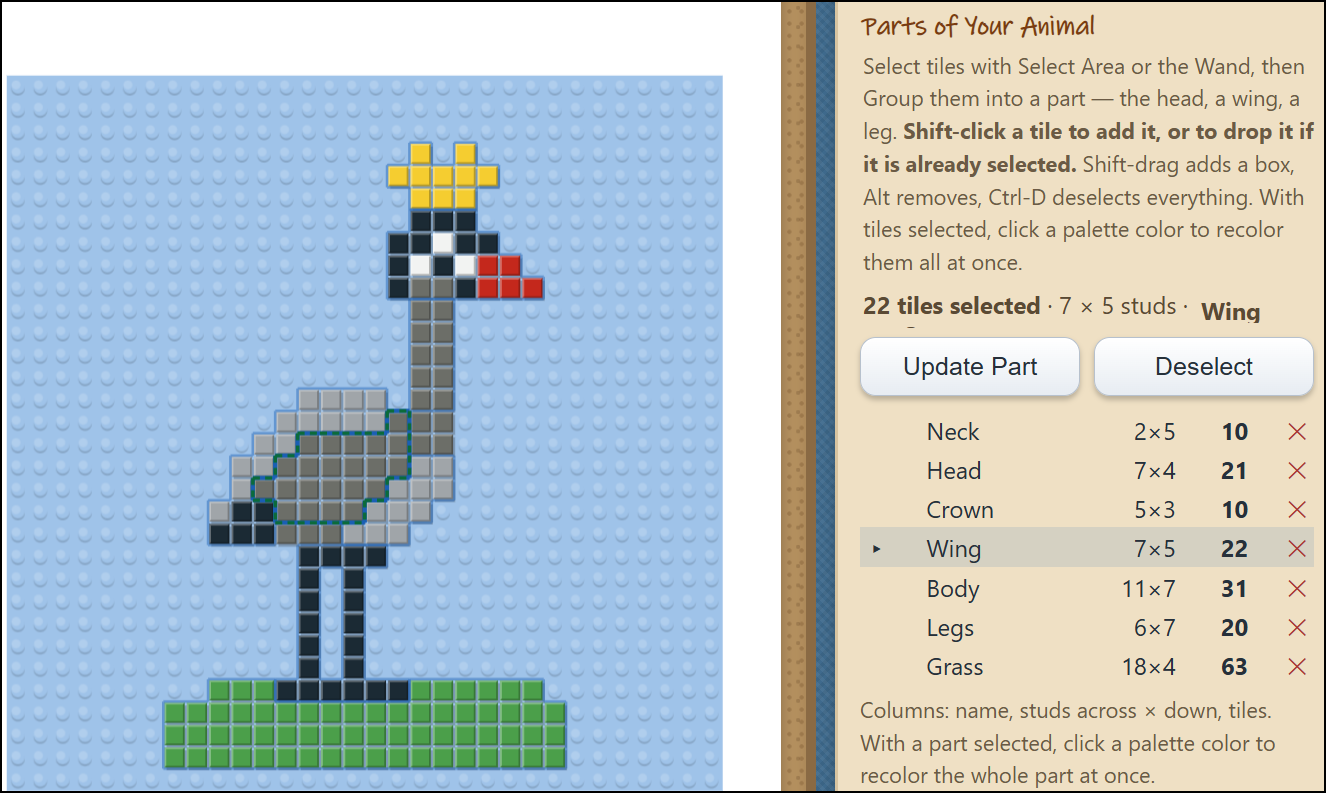 Parts of Your Animal
Select tiles with Select Area or the Wand, then
Group them into a part — the head, a wing, a
leg. Shift-click a tile to add it, or to drop it if
it is already selected. Shift-drag adds a box,
Alt removes, Ctrl-D deselects everything. With
tiles selected, click a palette color to recolor
them all at once.
22 tiles selected · 7 × 5 studs · Wing
Update Part Deselect
Neck 2×5 10 ×
Head 7×4 21 ×
Crown 5×3 10 ×
▸ Wing 7×5 22 ×
Body 11×7 31 ×
Legs 6×7 20 ×
Grass 18×4 63 ×
Columns: name, studs across × down, tiles.
With a part selected, click a palette color to
recolor the whole part at once.